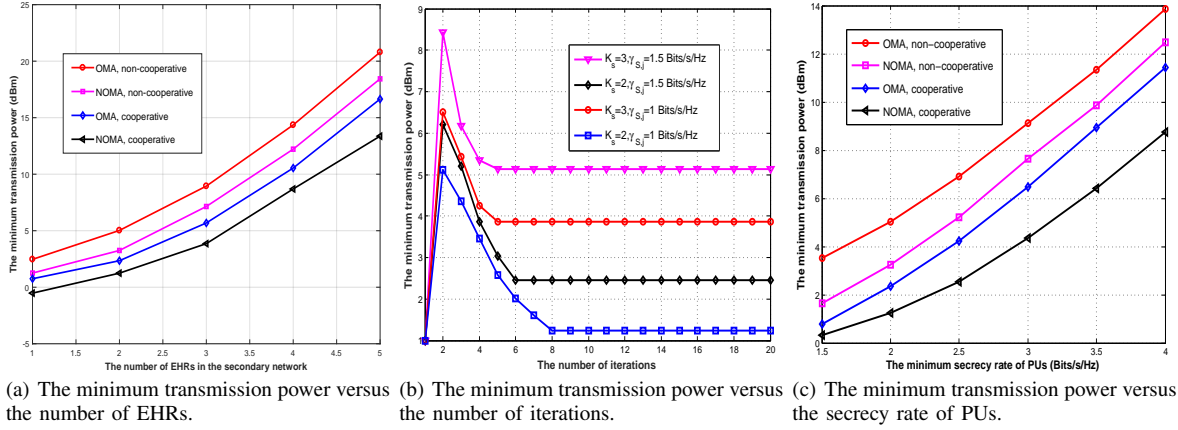 25
20
15
10
5
0
-5
1
2
3
4
5
The minimum transmission power (dBm)
The number of EHRs in the secondary network
OMA, non-cooperative
NOMA, non-cooperative
OMA, cooperative
NOMA, cooperative
(a) The minimum transmission power versus
the number of EHRs.
9
8
7
6
5
4
3
2
1
2
4
6
8
10
12
14
16
18
20
The minimum transmission power (dBm)
The number of iterations
K_s=3,γ_S,j=1.5 Bits/s/Hz
K_s=2,γ_S,j=1.5 Bits/s/Hz
K_s=3,γ_S,j=1 Bits/s/Hz
K_s=2,γ_S,j=1 Bits/s/Hz
(b) The minimum transmission power versus
the number of iterations.
14
12
10
8
6
4
2
0
1.5
2
2.5
3
3.5
4
The minimum transmission power (dBm)
The minimum secrecy rate of PUs (Bits/s/Hz)
OMA, non−cooperative
NOMA, non−cooperative
OMA, cooperative
NOMA, cooperative
(c) The minimum transmission power versus
the secrecy rate of PUs.